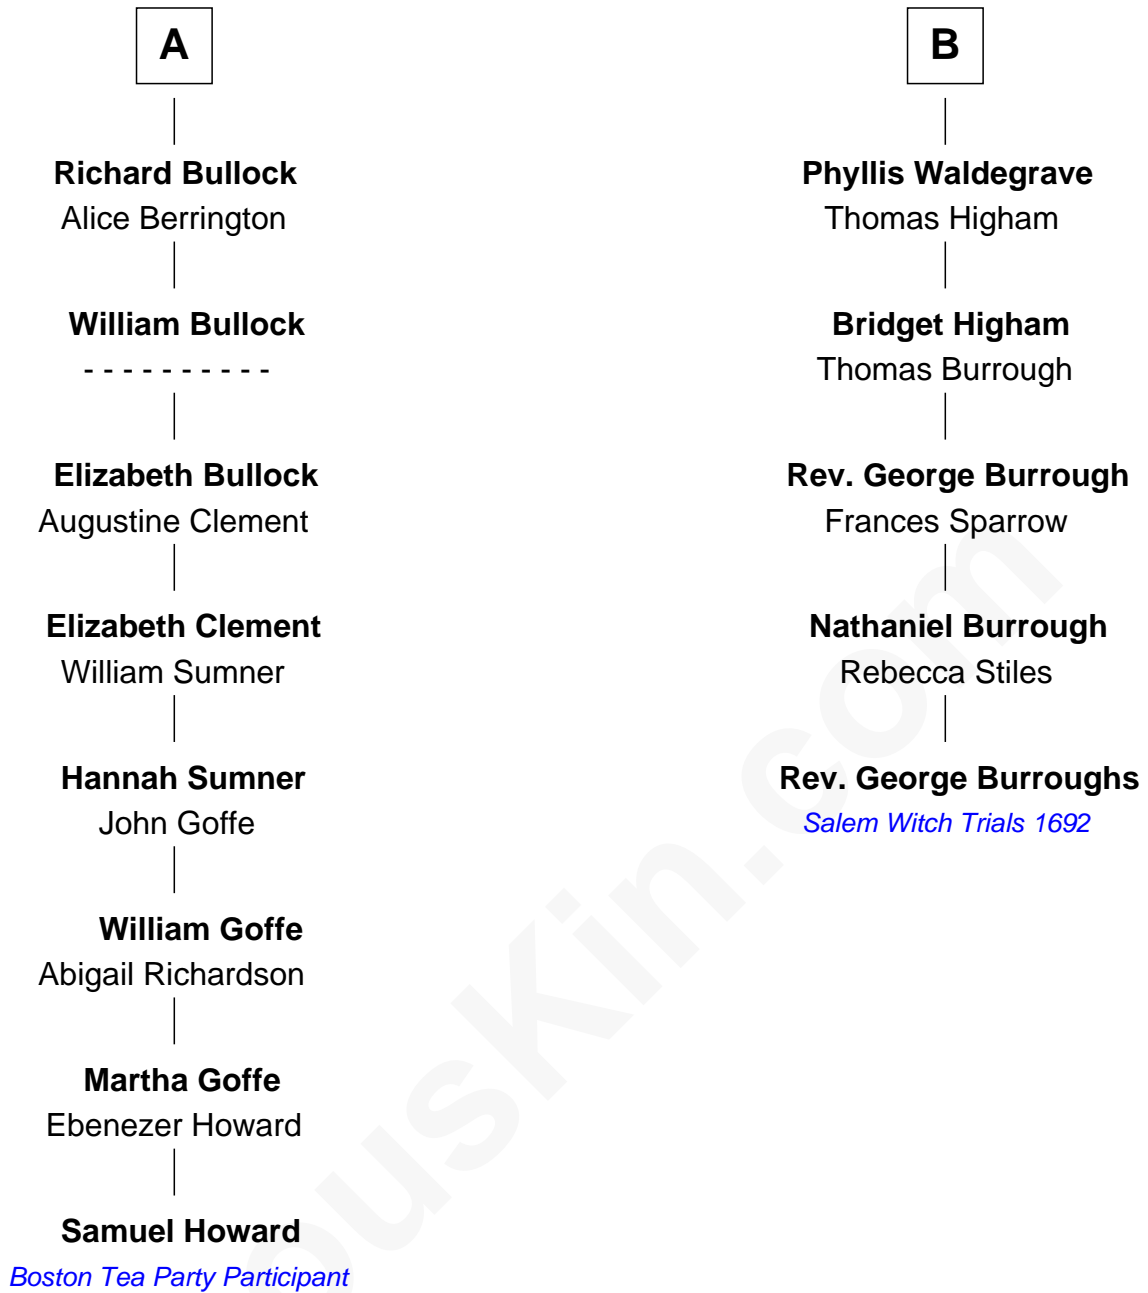 A
Richard Bullock
Alice Berrington
William Bullock
- - - - - - - - - -
Elizabeth Bullock
Augustine Clement
Elizabeth Clement
William Sumner
Hannah Sumner
John Goffe
William Goffe
Abigail Richardson
Martha Goffe
Ebenezer Howard
Samuel Howard
Boston Tea Party Participant
B
Phyllis Waldegrave
Thomas Higham
Bridget Higham
Thomas Burrough
Rev. George Burrough
Frances Sparrow
Nathaniel Burrough
Rebecca Stiles
Rev. George Burroughs
Salem Witch Trials 1692
ousKin.com